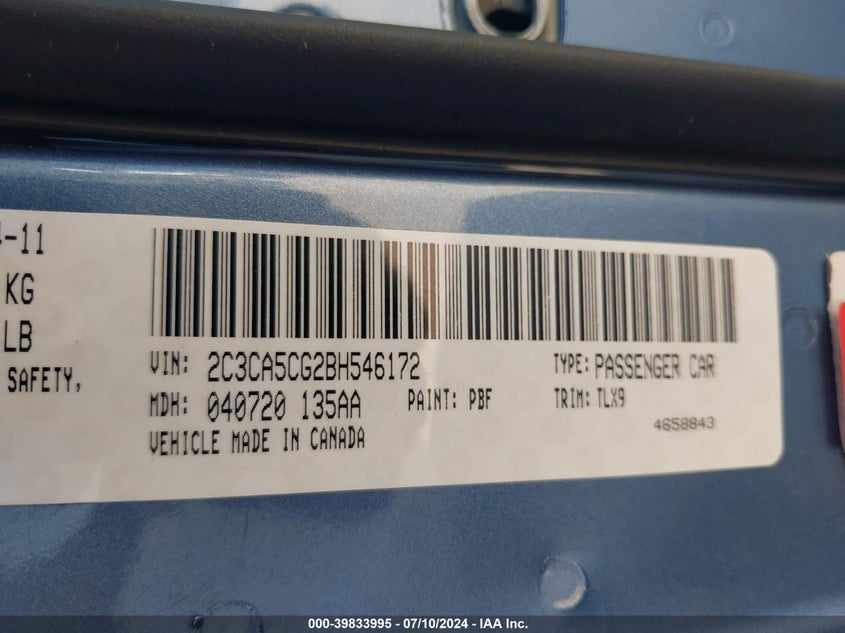 4-11
KG
LB
SAFETY,
VIN: 2C3CA5CG2BH546172 TYPE: PASSENGER CAR
MDH: 040720 135AA PAINT: PBF TRIM: TLX9
VEHICLE MADE IN CANADA 4658843
000-39833995 - 07/10/2024 - IAA Inc.